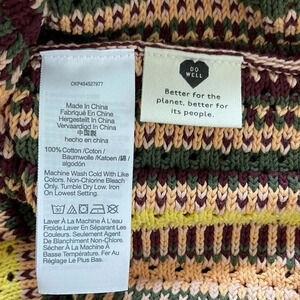 CKP404527977
Made In China
Fabriqué En Chine
Hergestellt In China
Vervaardigd In China
中国製
hecho en china
100% Cotton /Coton /
Baumwolle /Katoen / 綿 /
algodón
Machine Wash Cold With Like
Colors. Non-Chlorine Bleach
Only. Tumble Dry Low. Iron
On Lowest Setting.
Laver À La Machine À L'eau
Froide.Laver En Séparant Les
Couleurs. Seulement Agent
De Blanchiment Non-Chloré.
Sécher À La Machine À
Basse Température. Fer Au
Réglage Le Plus Bas.
DO
WELL
Better for the
planet, better for
its people.